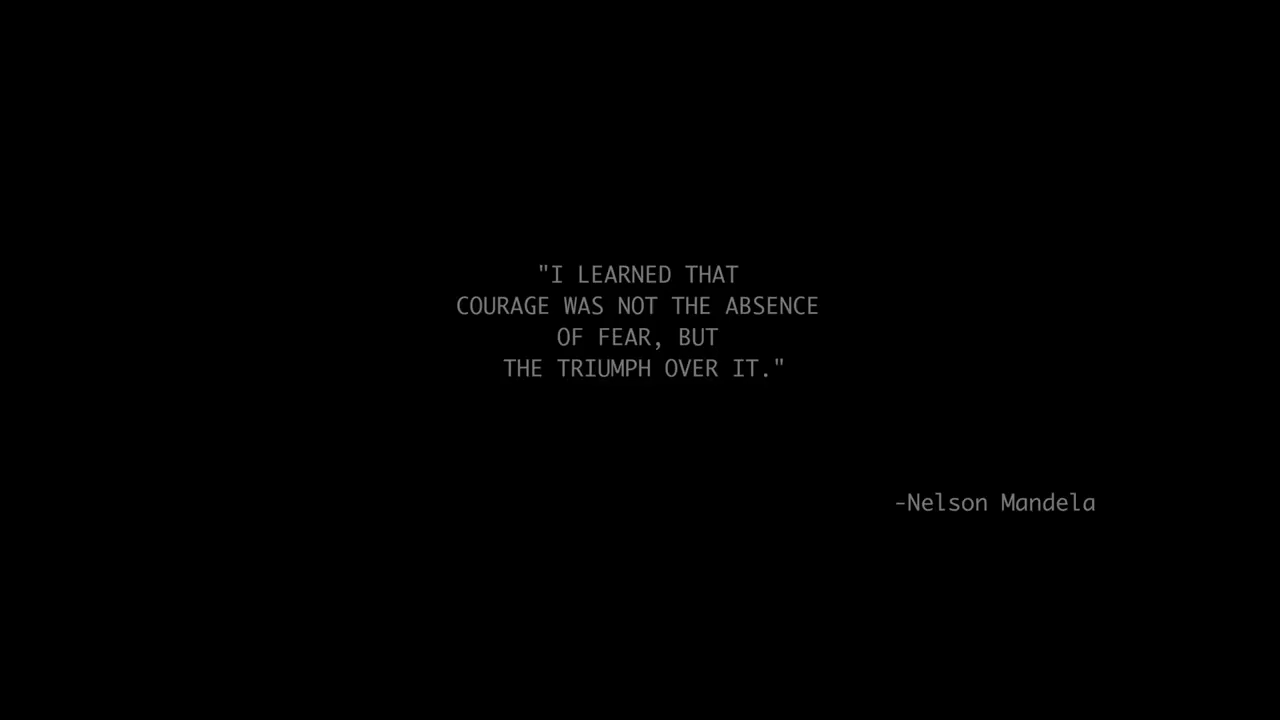 "I LEARNED THAT
COURAGE WAS NOT THE ABSENCE
OF FEAR, BUT
THE TRIUMPH OVER IT."
-Nelson Mandela